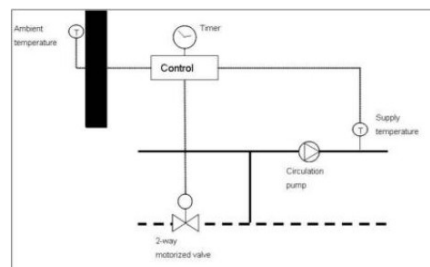 Ambient
temperature
T
Timer
Control
T
Supply
temperature
Circulation
pump
2-way
motorized valve